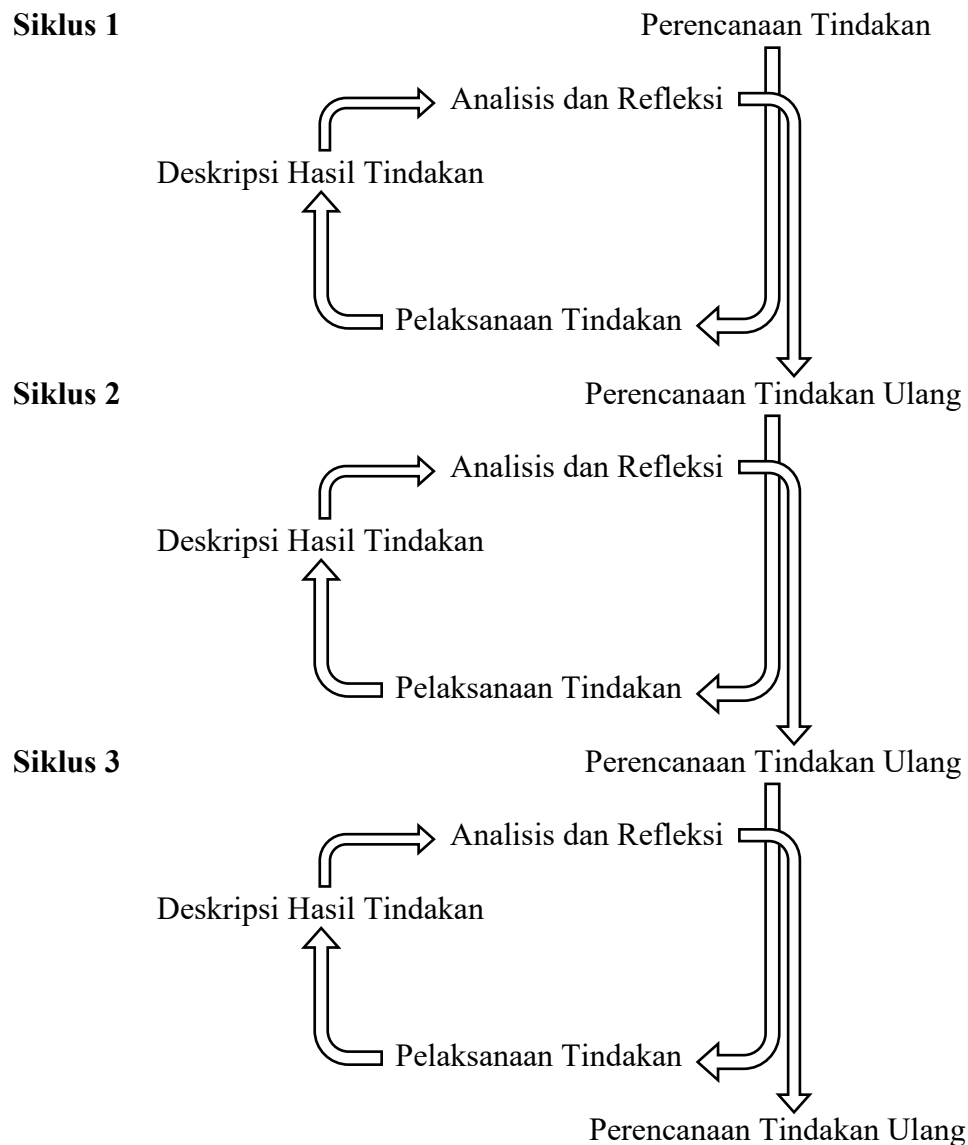 Siklus 1 Perencanaan Tindakan
Analisis dan Refleksi
Deskripsi Hasil Tindakan
Pelaksanaan Tindakan
Siklus 2 Perencanaan Tindakan Ulang
Analisis dan Refleksi
Deskripsi Hasil Tindakan
Pelaksanaan Tindakan
Siklus 3 Perencanaan Tindakan Ulang
Analisis dan Refleksi
Deskripsi Hasil Tindakan
Pelaksanaan Tindakan
Perencanaan Tindakan Ulang